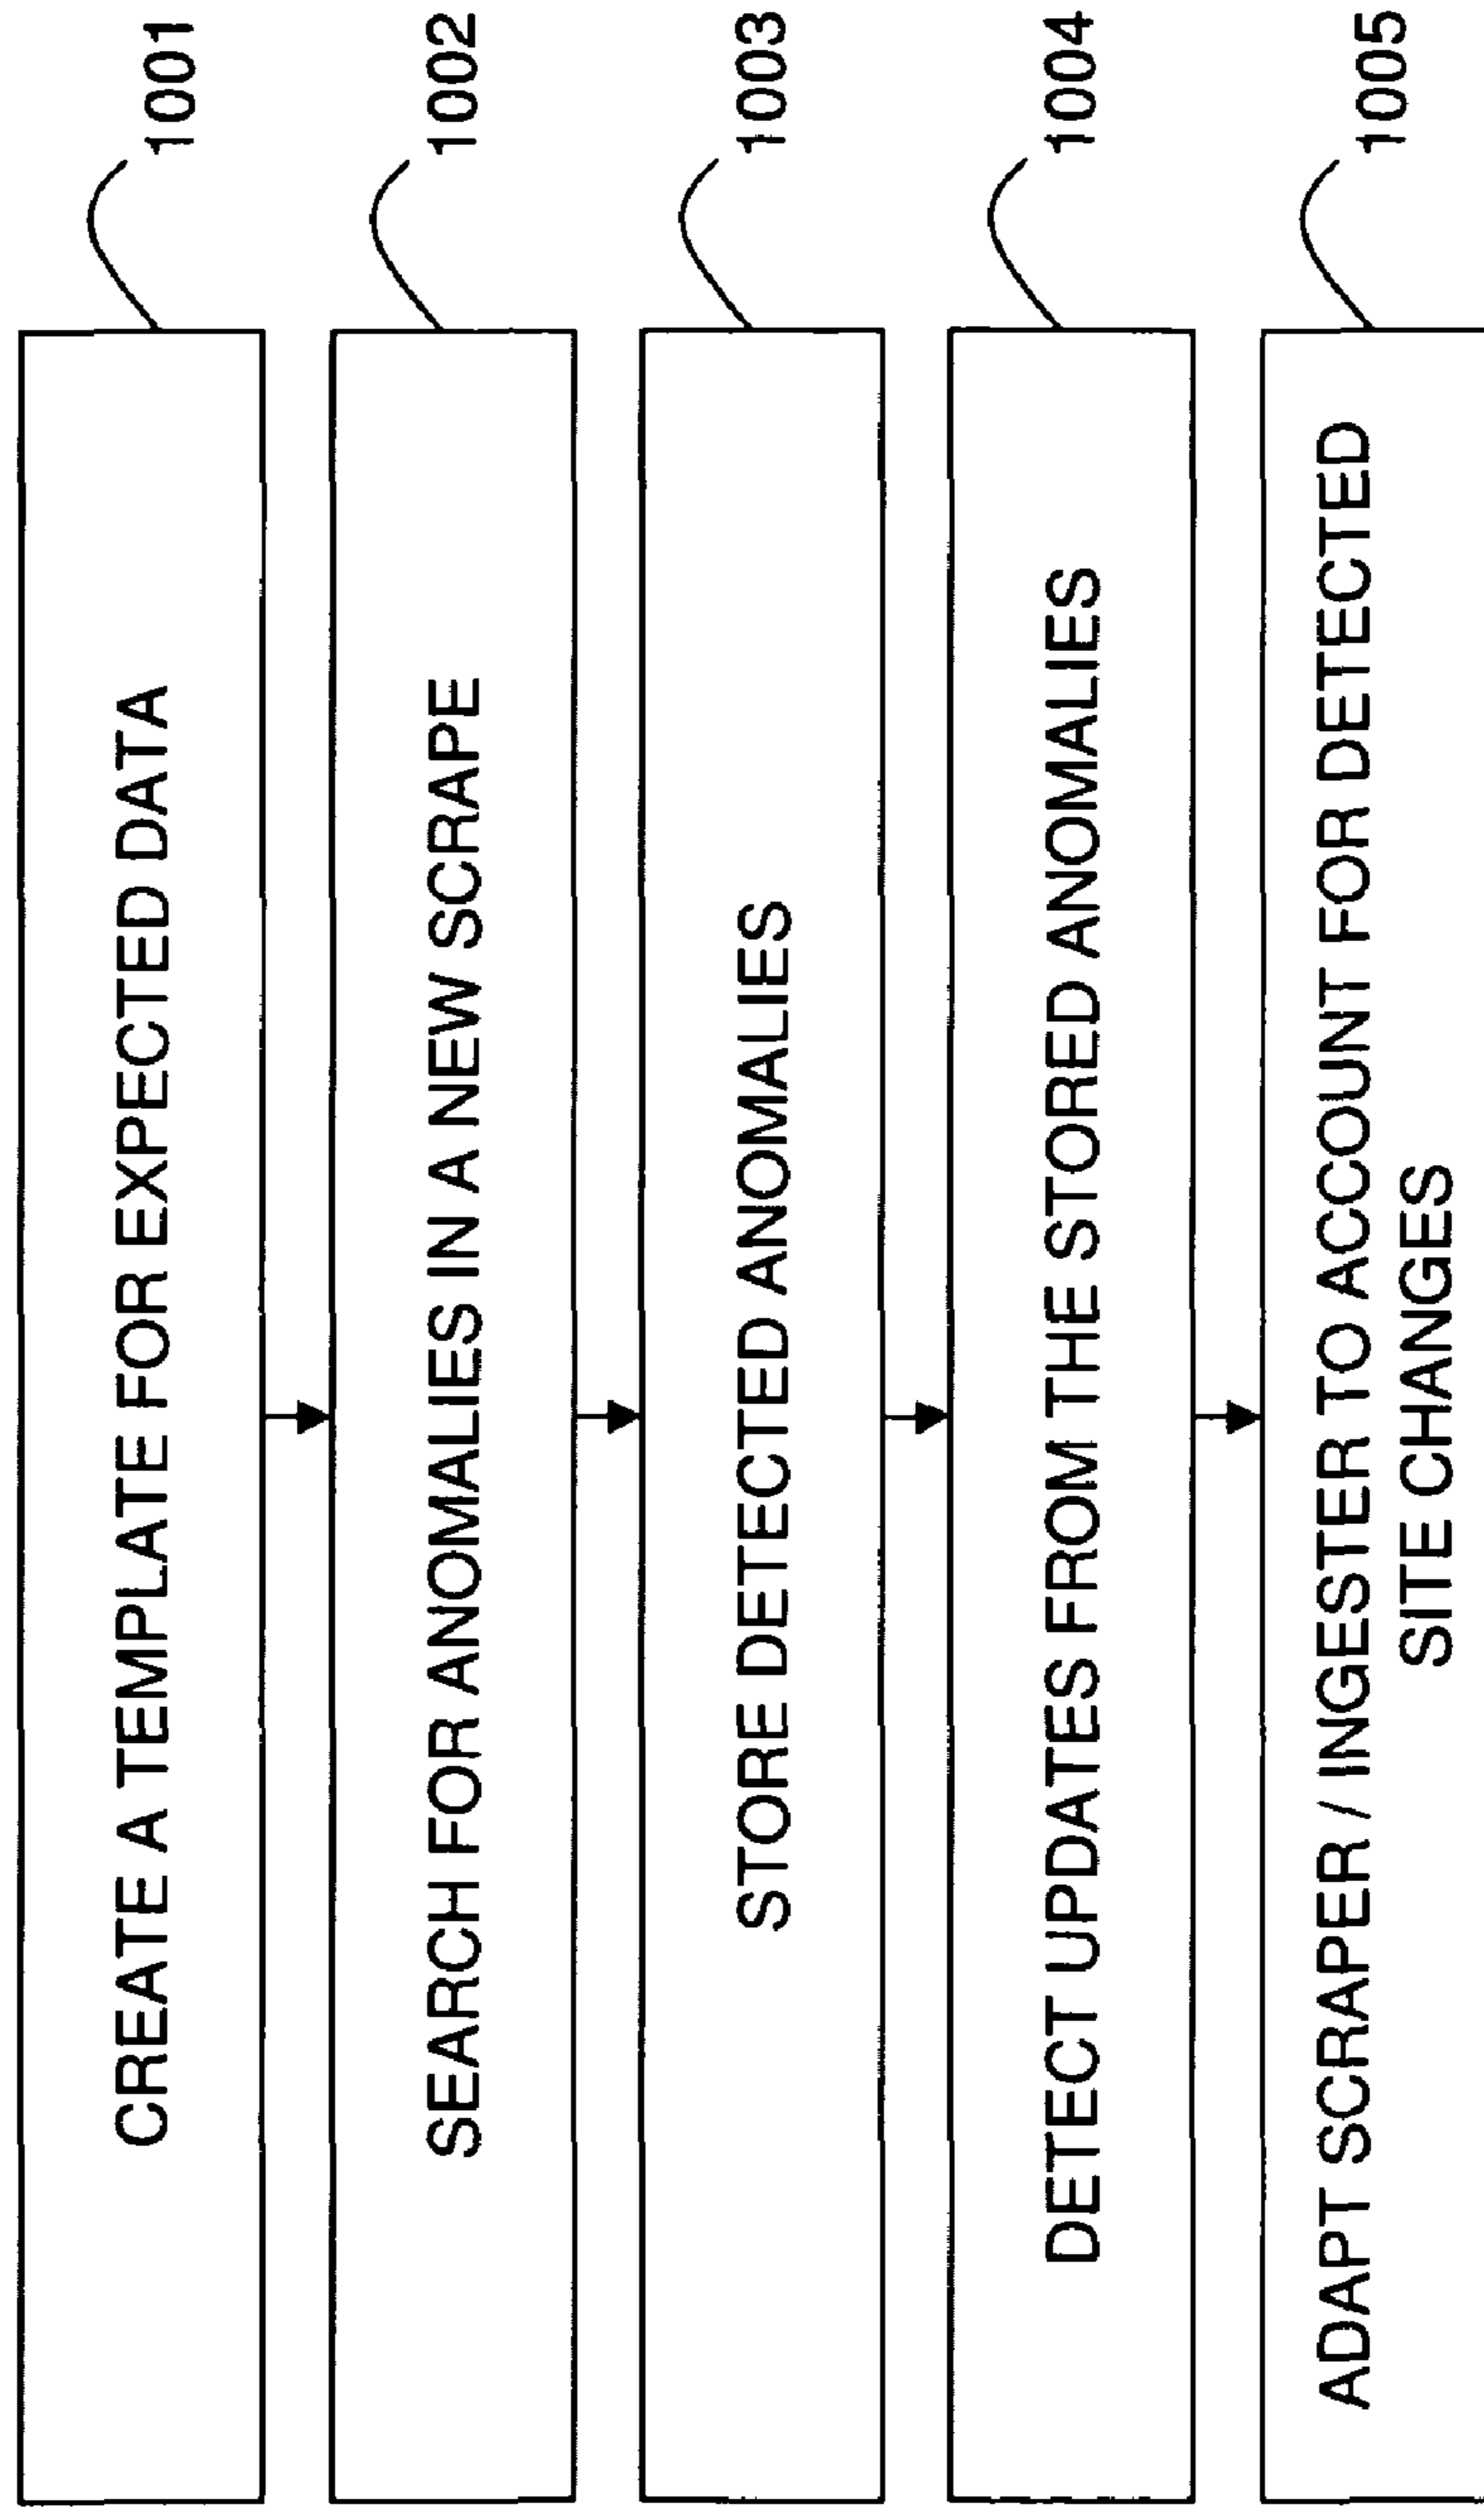 CREATE A TEMPLATE FOR EXPECTED DATA
1001
SEARCH FOR ANOMALIES IN A NEW SCRAPE
1002
STORE DETECTED ANOMALIES
1003
DETECT UPDATES FROM THE STORED ANOMALIES
1004
ADAPT SCRAPER / INGESTER TO ACCOUNT FOR DETECTED
SITE CHANGES
1005